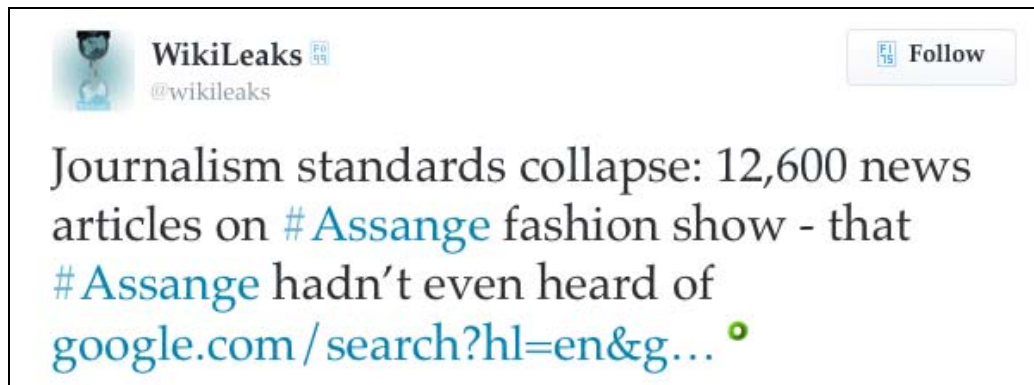 WikiLeaks
@wikileaks
Follow
Journalism standards collapse: 12,600 news
articles on #Assange fashion show - that
#Assange hadn't even heard of
google.com/search?hl=en&g...